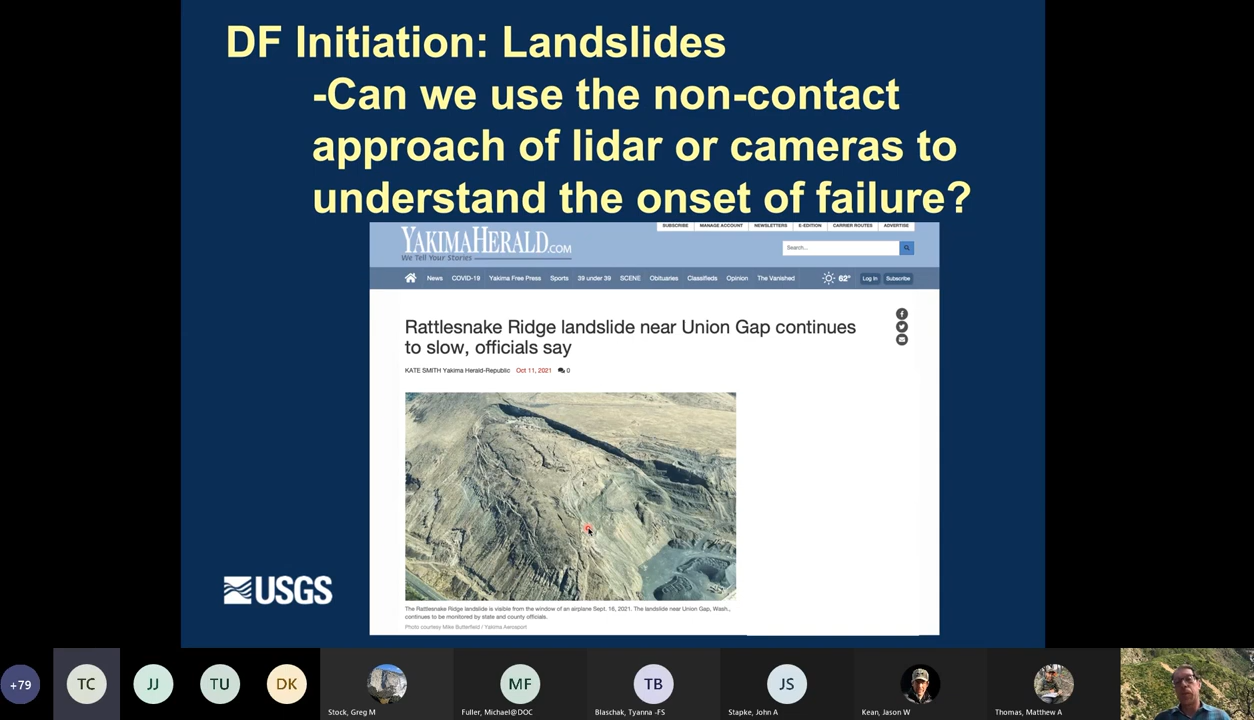 DF Initiation: Landslides
-Can we use the non-contact
approach of lidar or cameras to
understand the onset of failure?
SUBSCRIBE MANAGE ACCOUNT NEWSLETTERS E-EDITION CARRIER ROUTES ADVERTISE
YAKIMAHERALD.COM
We Tell Your Stories
Search...
News COVID-19 Yakima Free Press Sports 39 under 39 SCENE Obituaries Classifieds Opinion The Vanished 62° Log In Subscribe
Rattlesnake Ridge landslide near Union Gap continues
to slow, officials say
KATE SMITH Yakima Herald-Republic Oct 11, 2021 0
The Rattlesnake Ridge landslide is visible from the window of an airplane Sept. 16, 2021. The landslide near Union Gap, Wash.,
continues to be monitored by state and county officials.
Photo courtesy Mike Butterfield / Yakima Aerosport
USGS
+79 TC JJ TU DK MF TB JS
Stock, Greg M Fuller, Michael@DOC Blaschak, Tyanna -FS Stapke, John A Kean, Jason W Thomas, Matthew A